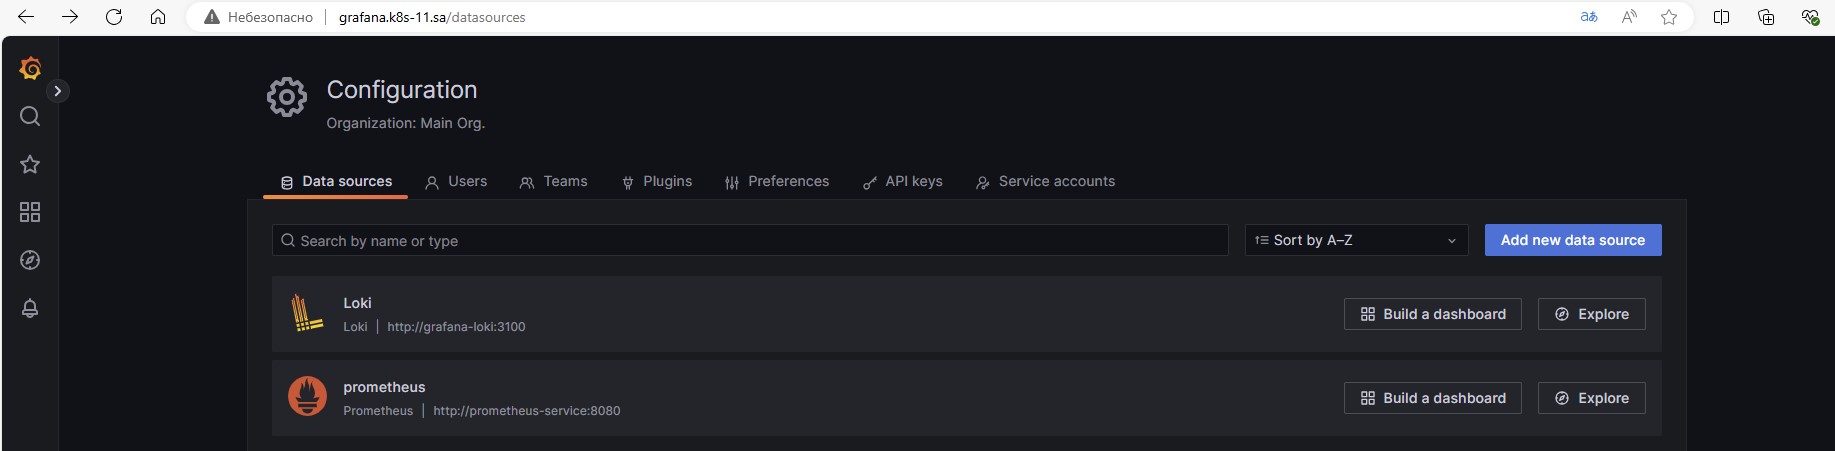 Небезопасно grafana.k8s-11.sa/datasources
Configuration
Organization: Main Org.
Data sources Users Teams Plugins Preferences API keys Service accounts
Search by name or type Sort by A–Z Add new data source
Loki
Loki | http://grafana-loki:3100
Build a dashboard Explore
prometheus
Prometheus | http://prometheus-service:8080
Build a dashboard Explore